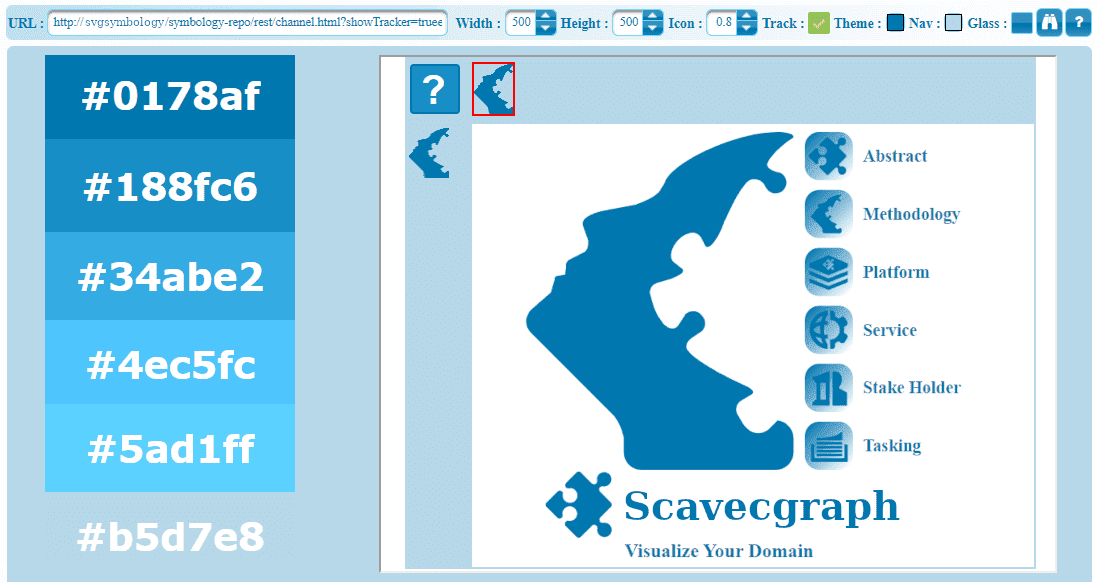 URL : http://svgsymbology/symbology-repo/rest/channel.html?showTracker=truee Width : 500 Height : 500 Icon : 0.8 Track : Theme : Nav : Glass : ?
#0178af
#188fc6
#34abe2
#4ec5fc
#5ad1ff
#b5d7e8
?
Abstract
Methodology
Platform
Service
Stake Holder
Tasking
Scavecgraph
Visualize Your Domain